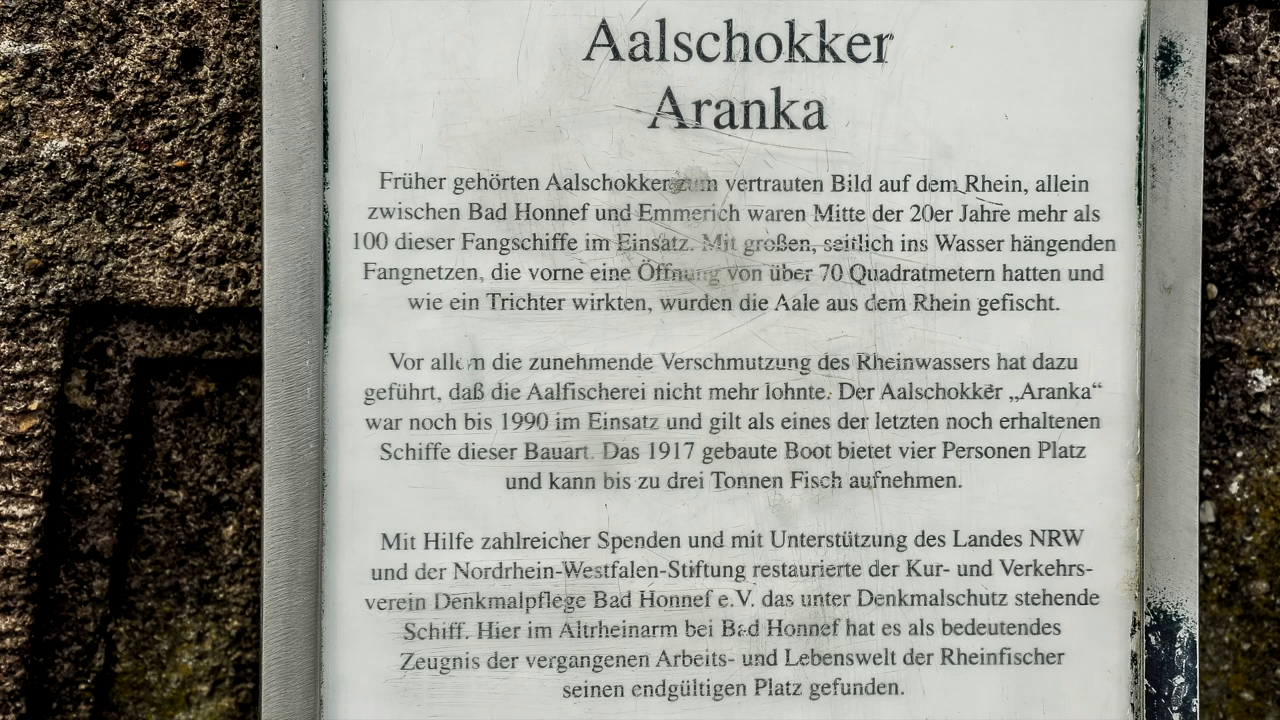 Aalschokker
Aranka
Früher gehörten Aalschokker zum vertrauten Bild auf dem Rhein, allein
zwischen Bad Honnef und Emmerich waren Mitte der 20er Jahre mehr als
100 dieser Fangschiffe im Einsatz. Mit großen, seitlich ins Wasser hängenden
Fangnetzen, die vorne eine Öffnung von über 70 Quadratmetern hatten und
wie ein Trichter wirkten, wurden die Aale aus dem Rhein gefischt.
Vor allem die zunehmende Verschmutzung des Rheinwassers hat dazu
geführt, daß die Aalfischerei nicht mehr lohnte. Der Aalschokker „Aranka“
war noch bis 1990 im Einsatz und gilt als eines der letzten noch erhaltenen
Schiffe dieser Bauart. Das 1917 gebaute Boot bietet vier Personen Platz
und kann bis zu drei Tonnen Fisch aufnehmen.
Mit Hilfe zahlreicher Spenden und mit Unterstützung des Landes NRW
und der Nordrhein-Westfalen-Stiftung restaurierte der Kur- und Verkehrs-
verein Denkmalpflege Bad Honnef e.V. das unter Denkmalschutz stehende
Schiff. Hier im Altrheinarm bei Bad Honnef hat es als bedeutendes
Zeugnis der vergangenen Arbeits- und Lebenswelt der Rheinfischer
seinen endgültigen Platz gefunden.